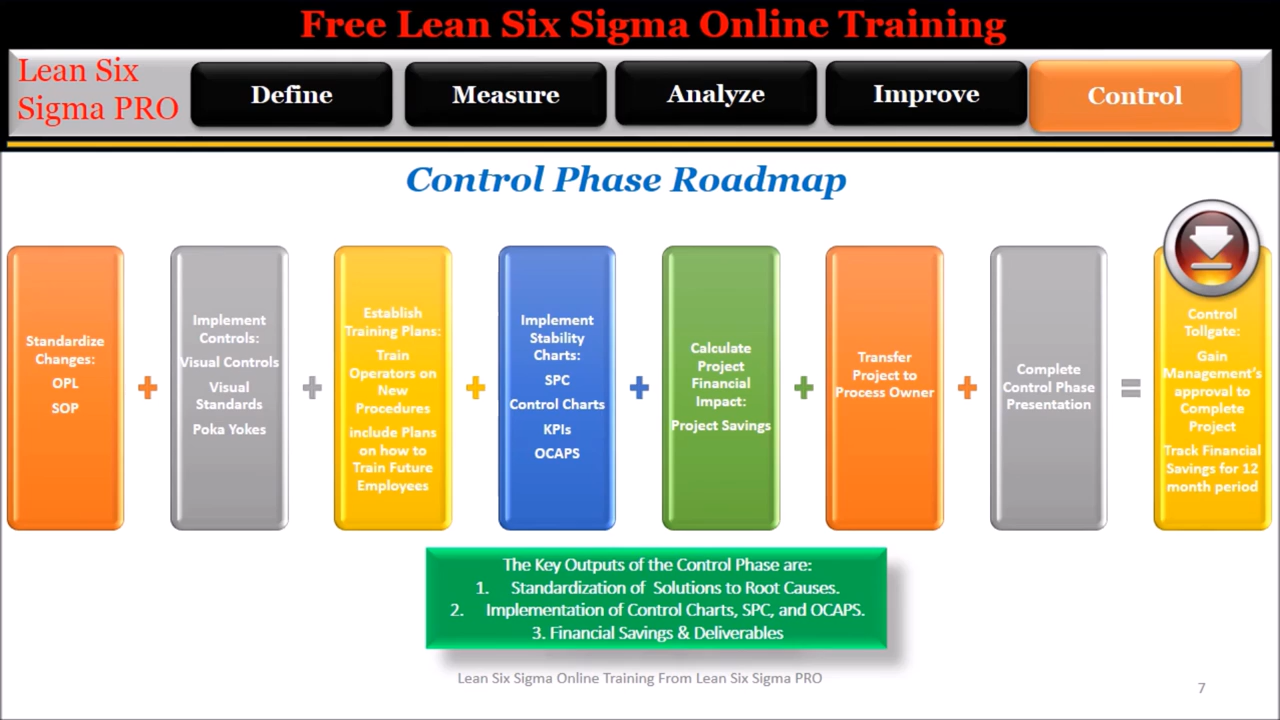 Free Lean Six Sigma Online Training
Lean Six
Sigma PRO
Define
Measure
Analyze
Improve
Control
Control Phase Roadmap
Standardize
Changes:
OPL
SOP
+
Implement
Controls:
Visual Controls
Visual
Standards
Poka Yokes
+
Establish
Training Plans:
Train
Operators on
New
Procedures
include Plans
on how to
Train Future
Employees
+
Implement
Stability
Charts:
SPC
Control Charts
KPIs
OCAPS
+
Calculate
Project
Financial
Impact:
Project Savings
+
Transfer
Project to
Process Owner
+
Complete
Control Phase
Presentation
=
Control
Tollgate:
Gain
Management's
approval to
Complete
Project
Track Financial
Savings for 12
month period
The Key Outputs of the Control Phase are:
1. Standardization of Solutions to Root Causes.
2. Implementation of Control Charts, SPC, and OCAPS.
3. Financial Savings & Deliverables
Lean Six Sigma Online Training From Lean Six Sigma PRO
7